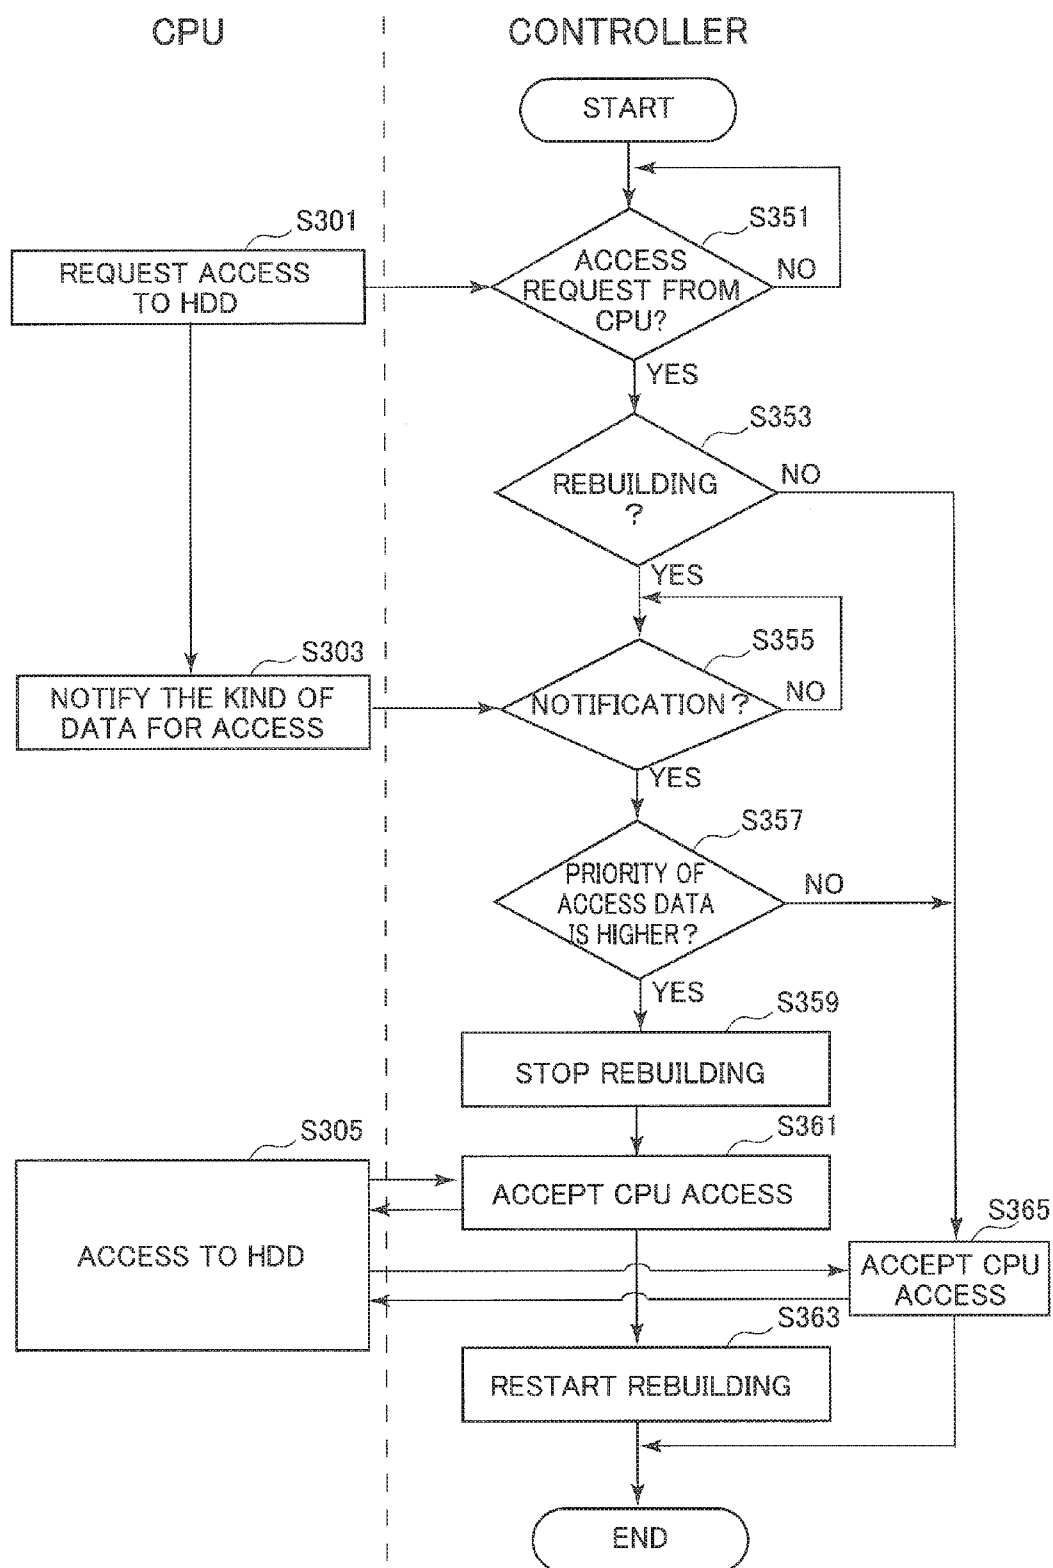 CPU
CONTROLLER
START
S351
S301
REQUEST ACCESS
TO HDD
ACCESS
REQUEST FROM
CPU?
NO
YES
S353
REBUILDING
?
NO
YES
S303
NOTIFY THE KIND OF
DATA FOR ACCESS
S355
NOTIFICATION?
NO
YES
S357
PRIORITY OF
ACCESS DATA
IS HIGHER?
NO
YES
S359
STOP REBUILDING
S305
ACCESS TO HDD
S361
ACCEPT CPU ACCESS
S365
ACCEPT CPU
ACCESS
S363
RESTART REBUILDING
END